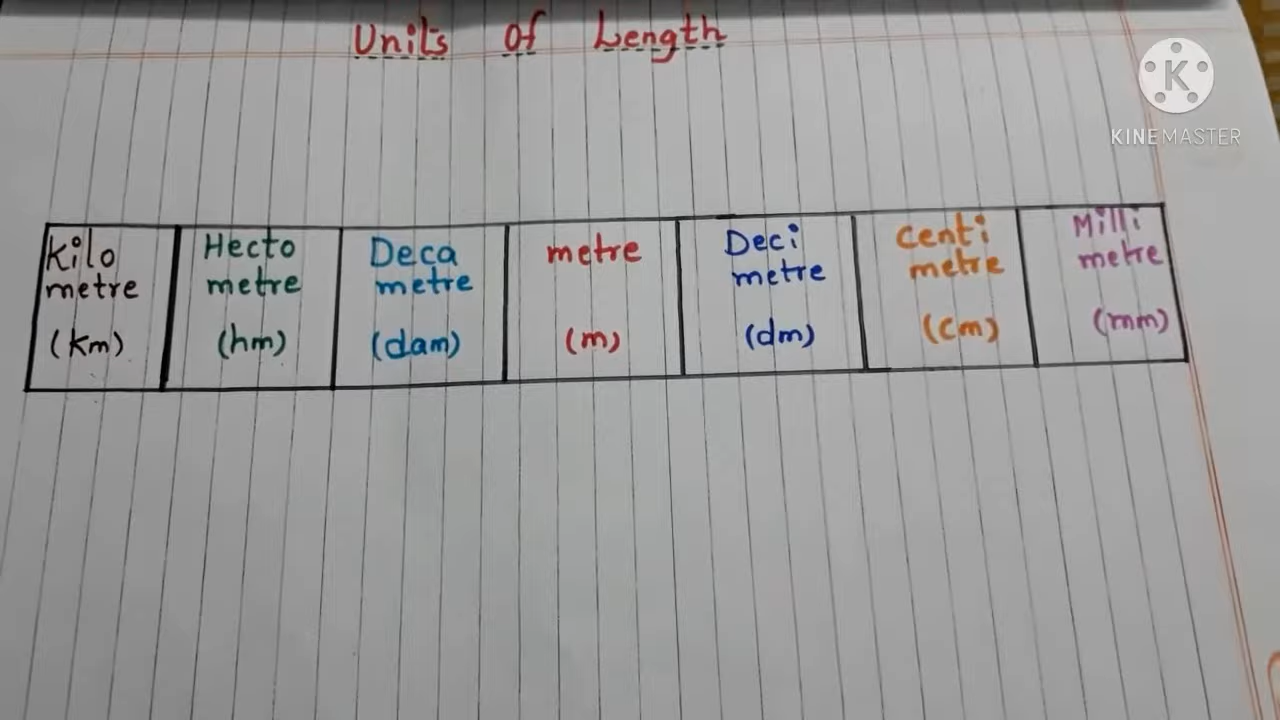 Units of Length
K
KINEMASTER
Kilo
metre
(Km)
Hecto
metre
(hm)
Deca
metre
(dam)
metre
(m)
Deci
metre
(dm)
Centi
metre
(Cm)
Milli
metre
(mm)